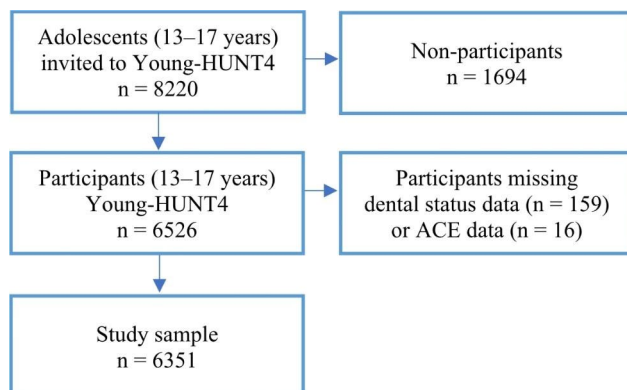 Adolescents (13–17 years)
invited to Young-HUNT4
n = 8220
Non-participants
n = 1694
Participants (13–17 years)
Young-HUNT4
n = 6526
Participants missing
dental status data (n = 159)
or ACE data (n = 16)
Study sample
n = 6351